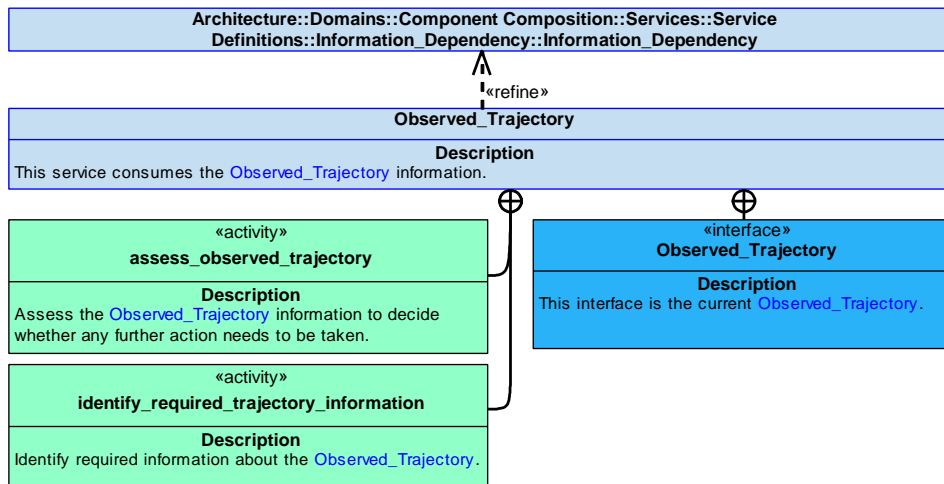 Architecture::Domains::Component Composition::Services::Service
Definitions::Information_Dependency::Information_Dependency
«refine»
Observed_Trajectory
Description
This service consumes the Observed_Trajectory information.
«activity»
assess_observed_trajectory
Description
Assess the Observed_Trajectory information to decide
whether any further action needs to be taken.
«interface»
Observed_Trajectory
Description
This interface is the current Observed_Trajectory.
«activity»
identify_required_trajectory_information
Description
Identify required information about the Observed_Trajectory.